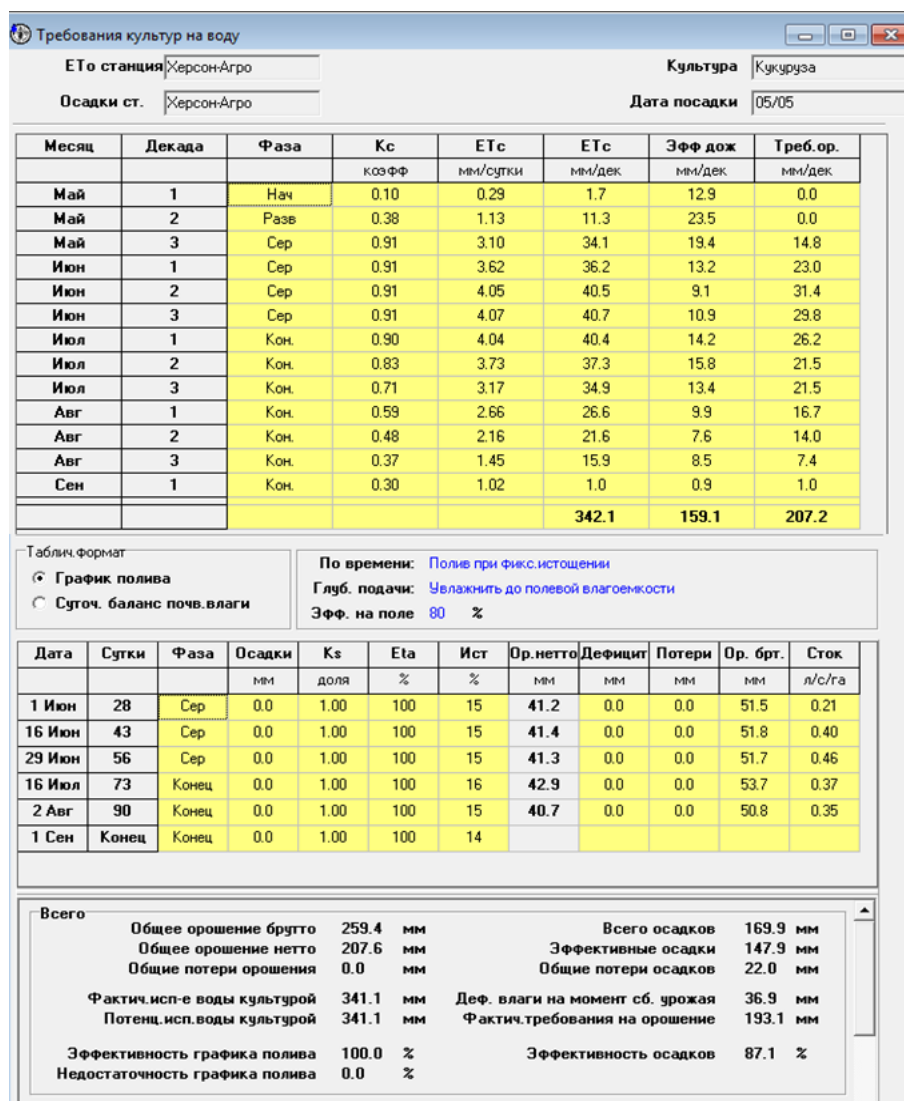 Требования культур на воду
ЕТо станция Херсон-Агро Культура Кукуруза
Осадки ст. Херсон-Агро Дата посадки 05/05
Месяц Декада Фаза Кс ЕТс ЕТс Эфф дож Треб.ор.
коэфф мм/сутки мм/дек мм/дек мм/дек
Май 1 Нач 0.10 0.29 1.7 12.9 0.0
Май 2 Разв 0.38 1.13 11.3 23.5 0.0
Май 3 Сер 0.91 3.10 34.1 19.4 14.8
Июн 1 Сер 0.91 3.62 36.2 13.2 23.0
Июн 2 Сер 0.91 4.05 40.5 9.1 31.4
Июн 3 Сер 0.91 4.07 40.7 10.9 29.8
Июл 1 Кон. 0.90 4.04 40.4 14.2 26.2
Июл 2 Кон. 0.83 3.73 37.3 15.8 21.5
Июл 3 Кон. 0.71 3.17 34.9 13.4 21.5
Авг 1 Кон. 0.59 2.66 26.6 9.9 16.7
Авг 2 Кон. 0.48 2.16 21.6 7.6 14.0
Авг 3 Кон. 0.37 1.45 15.9 8.5 7.4
Сен 1 Кон. 0.30 1.02 1.0 0.9 1.0
342.1 159.1 207.2
Таблич.формат
График полива
Суточ. баланс почв.влаги
По времени: Полив при фикс.истощении
Глуб. подачи: Увлажнить до полевой влагоемкости
Эфф. на поле 80 %
Дата Сутки Фаза Осадки Ks Eta Ист Ор.нетто Дефицит Потери Ор. брт. Сток
мм доля % % мм мм мм мм л/с/га
1 Июн 28 Сер 0.0 1.00 100 15 41.2 0.0 0.0 51.5 0.21
16 Июн 43 Сер 0.0 1.00 100 15 41.4 0.0 0.0 51.8 0.40
29 Июн 56 Сер 0.0 1.00 100 15 41.3 0.0 0.0 51.7 0.46
16 Июл 73 Конец 0.0 1.00 100 16 42.9 0.0 0.0 53.7 0.37
2 Авг 90 Конец 0.0 1.00 100 15 40.7 0.0 0.0 50.8 0.35
1 Сен Конец Конец 0.0 1.00 100 14
Всего
Общее орошение брутто 259.4 мм Всего осадков 169.9 мм
Общее орошение нетто 207.6 мм Эффективные осадки 147.9 мм
Общие потери орошения 0.0 мм Общие потери осадков 22.0 мм
Фактич.исп-е воды культурой 341.1 мм Деф. влаги на момент сб. урожая 36.9 мм
Потенц.исп.воды культурой 341.1 мм Фактич.требования на орошение 193.1 мм
Эффективность графика полива 100.0 % Эффективность осадков 87.1 %
Недостаточность графика полива 0.0 %